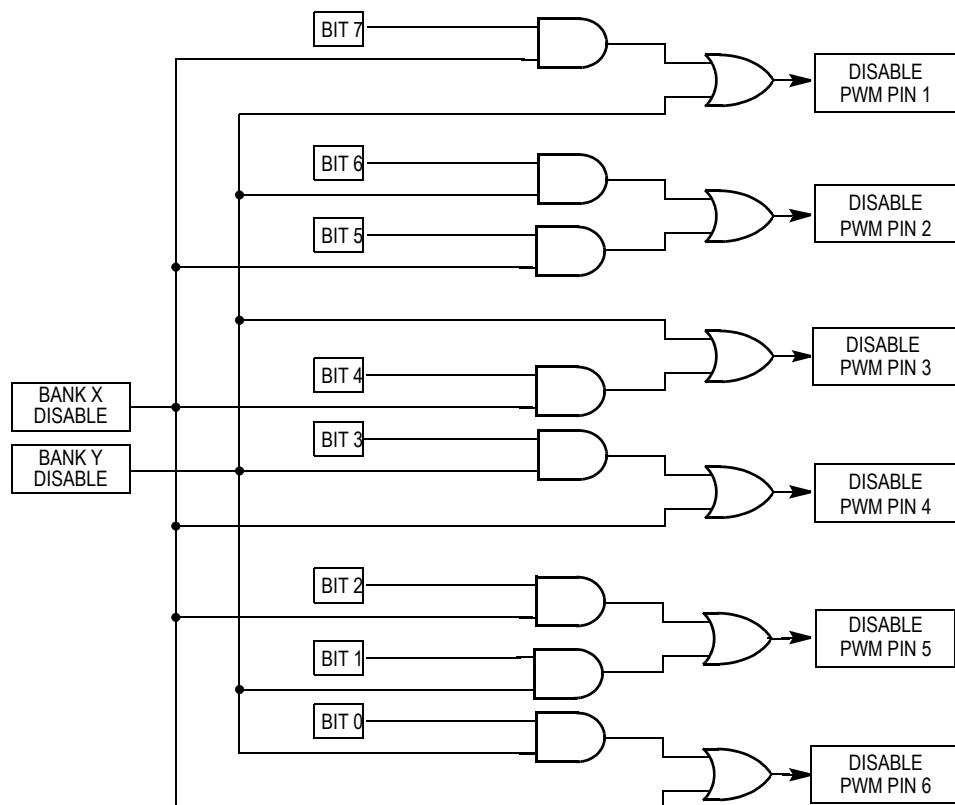 BIT 7
DISABLE
PWM PIN 1
BIT 6
DISABLE
PWM PIN 2
BIT 5
DISABLE
PWM PIN 3
BIT 4
BANK X
DISABLE
BIT 3
BANK Y
DISABLE
DISABLE
PWM PIN 4
BIT 2
DISABLE
PWM PIN 5
BIT 1
BIT 0
DISABLE
PWM PIN 6